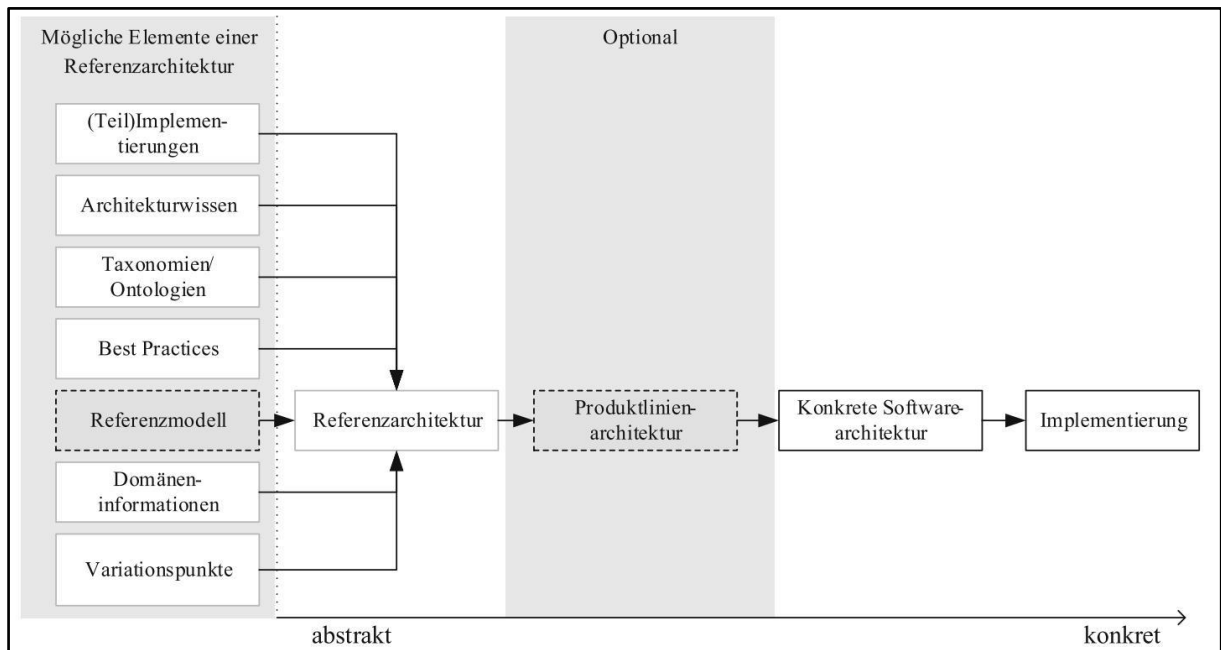 Mögliche Elemente einer
Referenzarchitektur
Optional
(Teil)Implemen-
tierungen
Architekturwissen
Taxonomien/
Ontologien
Best Practices
Referenzmodell
Referenzarchitektur
Produktlinien-
architektur
Konkrete Software-
architektur
Implementierung
Domänen-
informationen
Variationspunkte
abstrakt
konkret